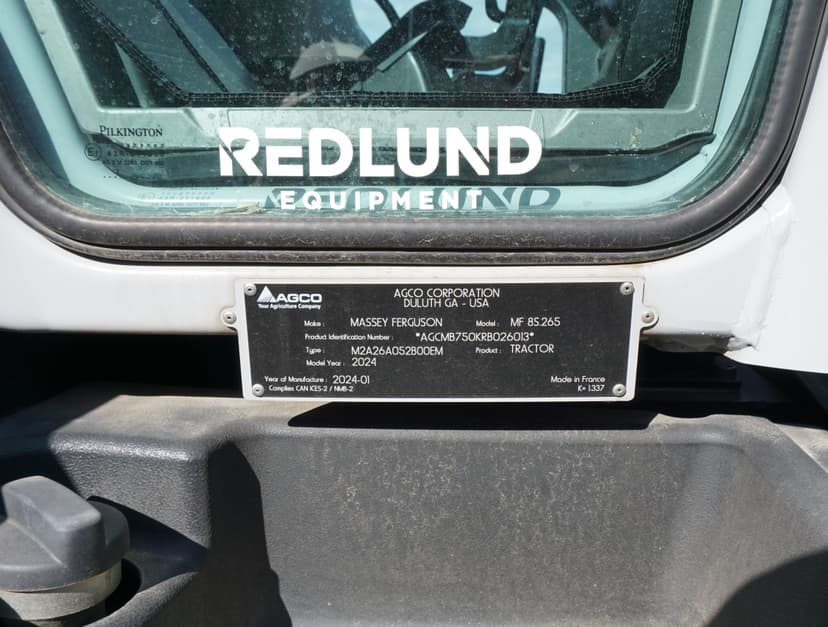 PILKINGTON
REDLUND
EQUIPMENT
AGCO
Your Agriculture Company
AGCO CORPORATION
DULUTH GA - USA
Make : MASSEY FERGUSON Model : MF 8S.265
Product Identification Number : *AGCMB750KRB026013*
Type : M2A26A052B00EM Product : TRACTOR
Model Year : 2024
Year of Manufacture : 2024-01 Made in France
Complies CAN ICES-2 / NMB-2 K= 1.337